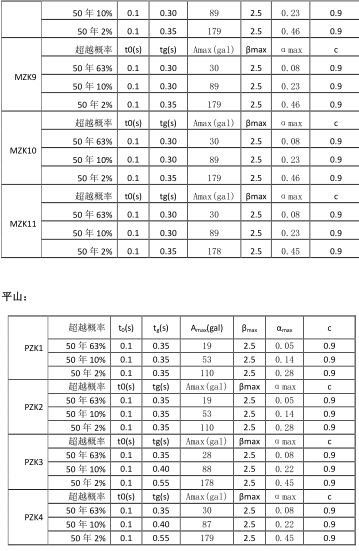 50 年 10% 0.1 0.30 89 2.5 0.23 0.9
50 年 2% 0.1 0.35 179 2.5 0.46 0.9
MZK9 超越概率 t0(s) tg(s) Amax(gal) βmax αmax c
50 年 63% 0.1 0.30 30 2.5 0.08 0.9
50 年 10% 0.1 0.30 89 2.5 0.23 0.9
50 年 2% 0.1 0.35 179 2.5 0.46 0.9
MZK10 超越概率 t0(s) tg(s) Amax(gal) βmax αmax c
50 年 63% 0.1 0.30 30 2.5 0.08 0.9
50 年 10% 0.1 0.30 89 2.5 0.23 0.9
50 年 2% 0.1 0.35 179 2.5 0.46 0.9
MZK11 超越概率 t0(s) tg(s) Amax(gal) βmax αmax c
50 年 63% 0.1 0.30 30 2.5 0.08 0.9
50 年 10% 0.1 0.30 89 2.5 0.23 0.9
50 年 2% 0.1 0.35 178 2.5 0.45 0.9
平山：
PZK1 超越概率 t0(s) tg(s) Amax(gal) βmax αmax c
50 年 63% 0.1 0.35 19 2.5 0.05 0.9
50 年 10% 0.1 0.35 53 2.5 0.14 0.9
50 年 2% 0.1 0.35 110 2.5 0.28 0.9
PZK2 超越概率 t0(s) tg(s) Amax(gal) βmax αmax c
50 年 63% 0.1 0.35 19 2.5 0.05 0.9
50 年 10% 0.1 0.35 53 2.5 0.14 0.9
50 年 2% 0.1 0.35 110 2.5 0.28 0.9
PZK3 超越概率 t0(s) tg(s) Amax(gal) βmax αmax c
50 年 63% 0.1 0.35 28 2.5 0.08 0.9
50 年 10% 0.1 0.40 88 2.5 0.22 0.9
50 年 2% 0.1 0.55 178 2.5 0.45 0.9
PZK4 超越概率 t0(s) tg(s) Amax(gal) βmax αmax c
50 年 63% 0.1 0.35 30 2.5 0.08 0.9
50 年 10% 0.1 0.40 87 2.5 0.22 0.9
50 年 2% 0.1 0.55 179 2.5 0.45 0.9